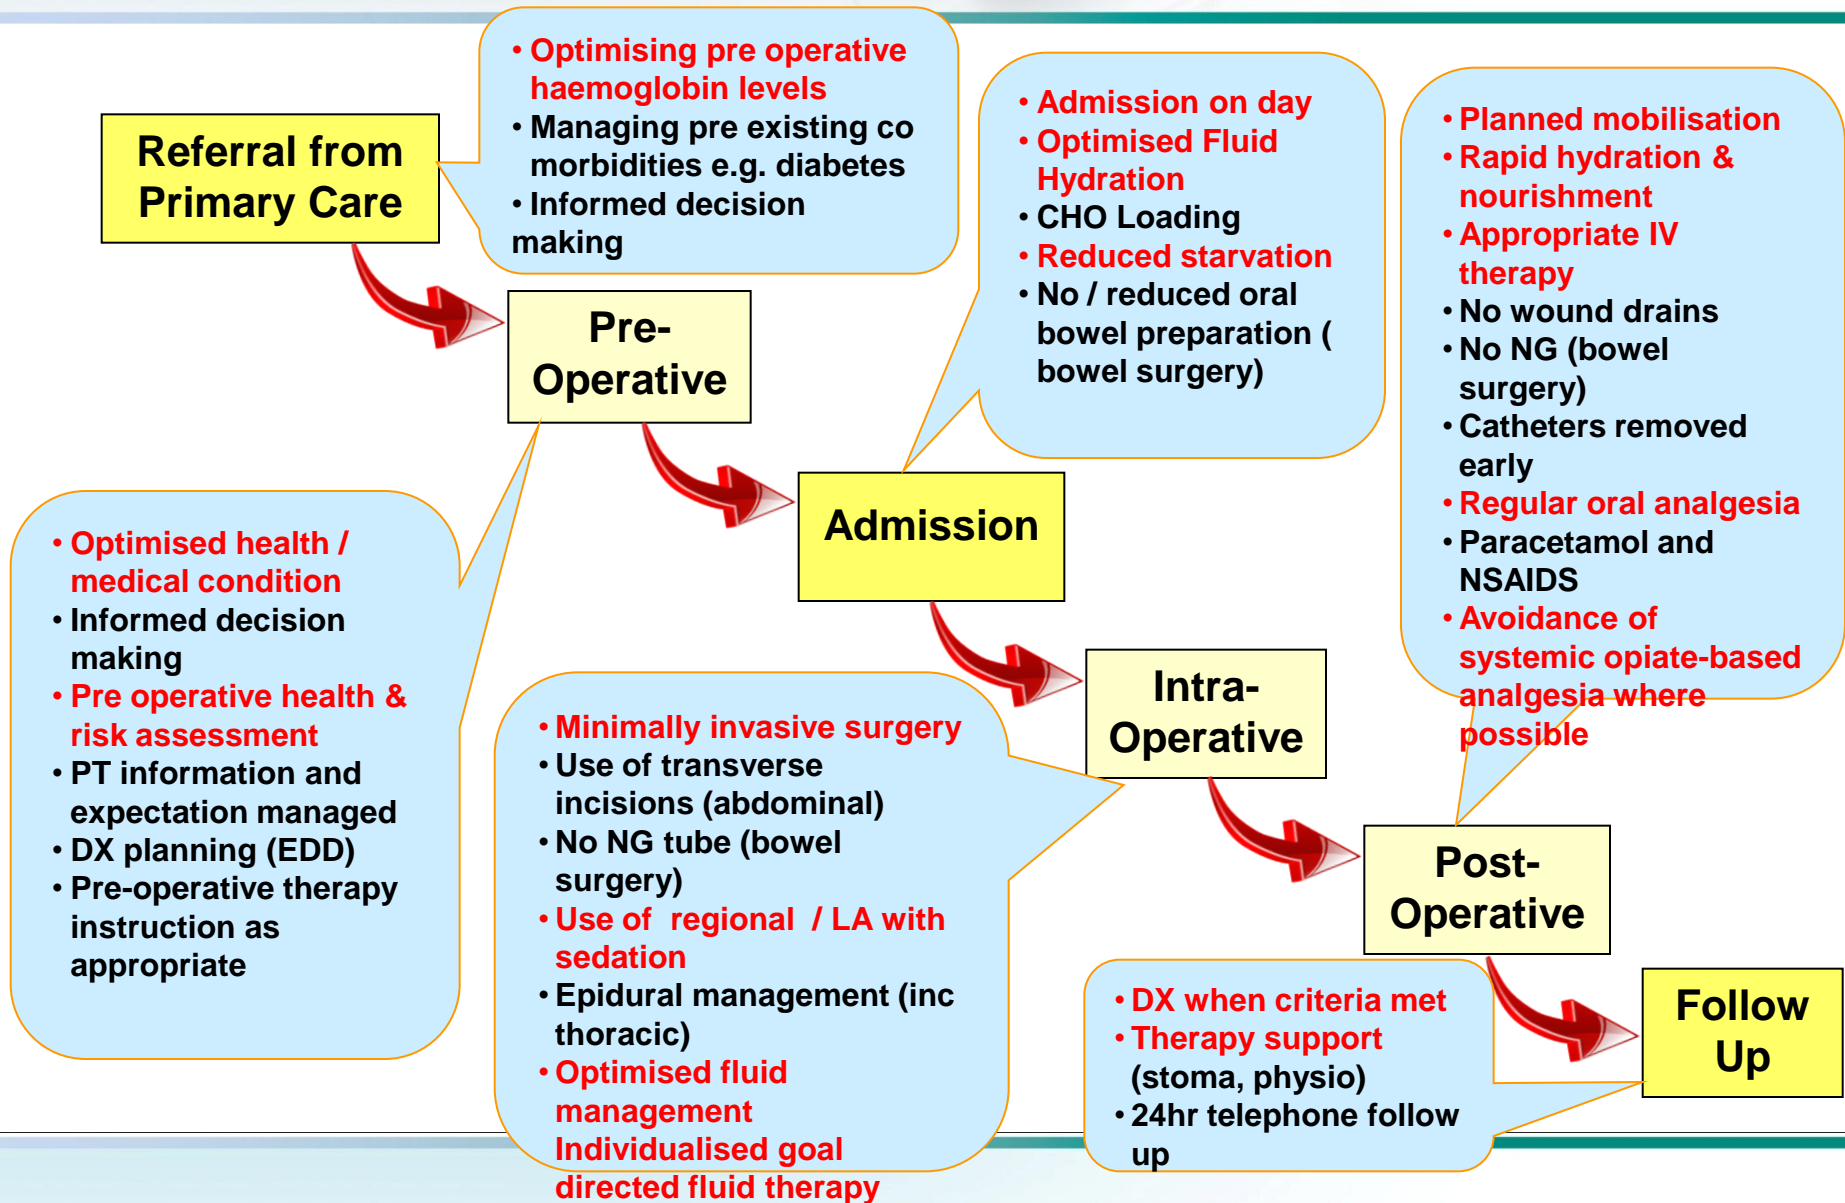 Referral from
Primary Care
• Optimising pre operative
haemoglobin levels
• Managing pre existing co
morbidities e.g. diabetes
• Informed decision
making
Pre-
Operative
• Optimised health /
medical condition
• Informed decision
making
• Pre operative health &
risk assessment
• PT information and
expectation managed
• DX planning (EDD)
• Pre-operative therapy
instruction as
appropriate
Admission
• Admission on day
• Optimised Fluid
Hydration
• CHO Loading
• Reduced starvation
• No / reduced oral
bowel preparation (
bowel surgery)
Intra-
Operative
• Minimally invasive surgery
• Use of transverse
incisions (abdominal)
• No NG tube (bowel
surgery)
• Use of regional / LA with
sedation
• Epidural management (inc
thoracic)
• Optimised fluid
management
Individualised goal
directed fluid therapy
Post-
Operative
• Planned mobilisation
• Rapid hydration &
nourishment
• Appropriate IV
therapy
• No wound drains
• No NG (bowel
surgery)
• Catheters removed
early
• Regular oral analgesia
• Paracetamol and
NSAIDS
• Avoidance of
systemic opiate-based
analgesia where
possible
Follow
Up
• DX when criteria met
• Therapy support
(stoma, physio)
• 24hr telephone follow
up